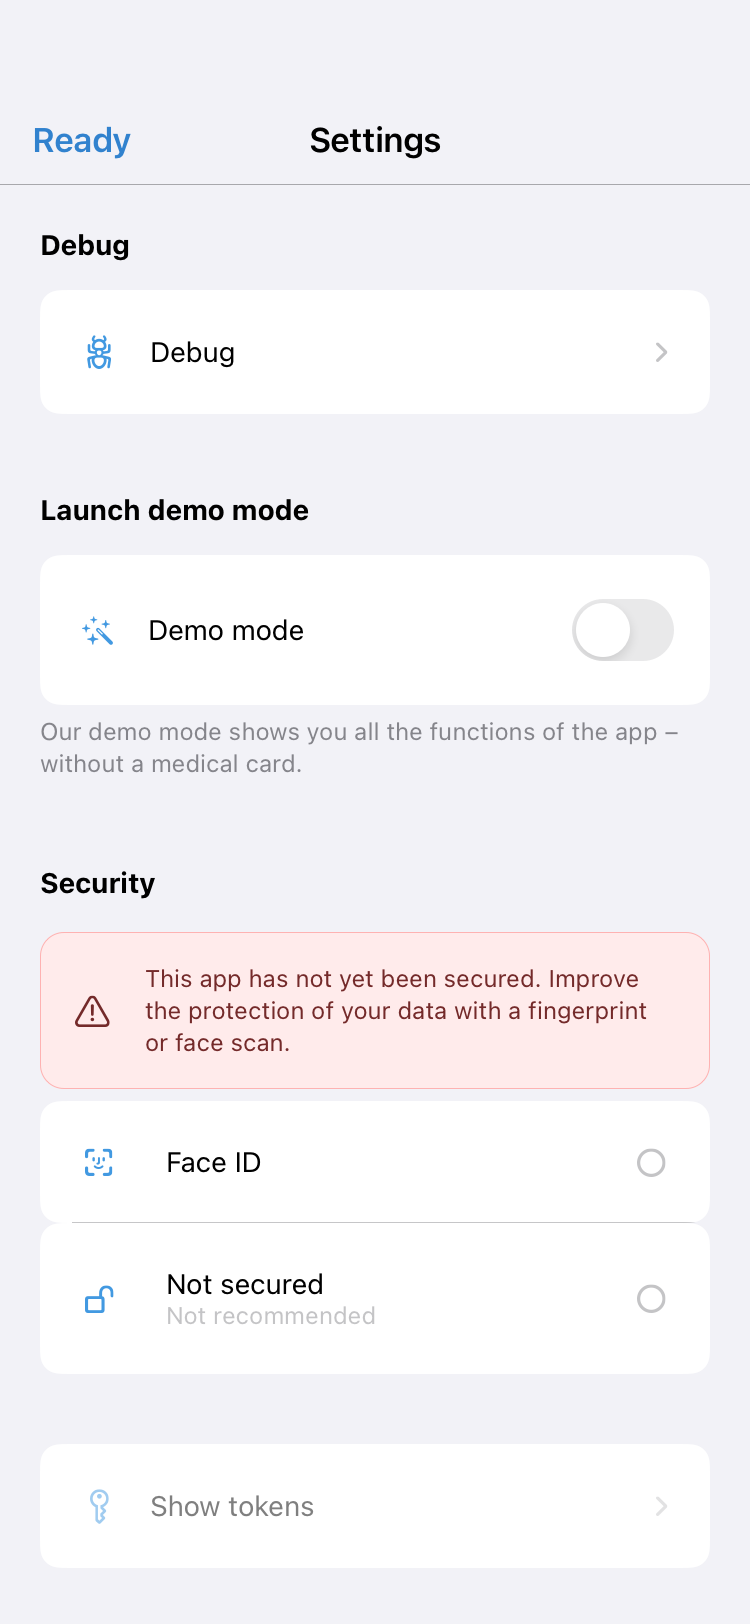 Ready
Settings
Debug
Debug
Launch demo mode
Demo mode
Our demo mode shows you all the functions of the app –
without a medical card.
Security
This app has not yet been secured. Improve
the protection of your data with a fingerprint
or face scan.
Face ID
Not secured
Not recommended
Show tokens